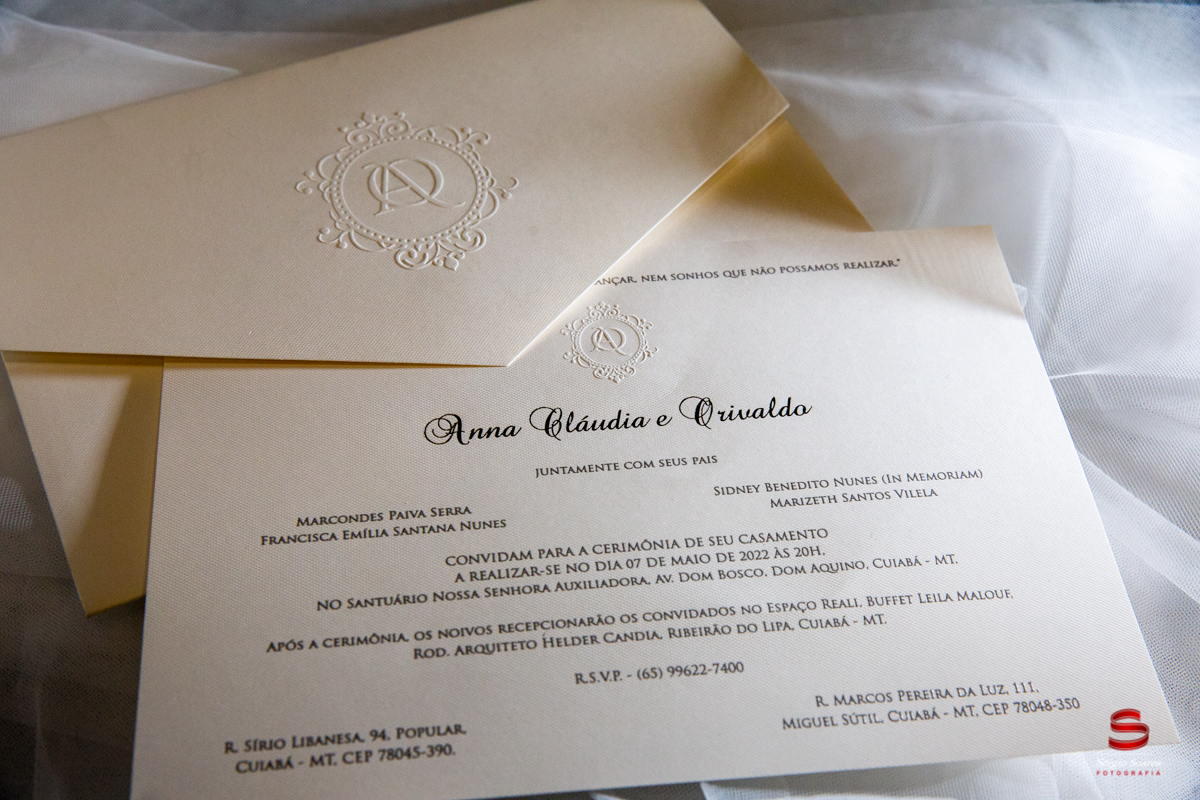 AO
ANÇAR, NEM SONHOS QUE NÃO POSSAMOS REALIZAR."
AO
Anna Cláudia e Orivaldo
JUNTAMENTE COM SEUS PAIS
MARCONDES PAIVA SERRA
FRANCISCA EMÍLIA SANTANA NUNES
SIDNEY BENEDITO NUNES (IN MEMORIAM)
MARIZETH SANTOS VILELA
CONVIDAM PARA A CERIMÔNIA DE SEU CASAMENTO
A REALIZAR-SE NO DIA 07 DE MAIO DE 2022 ÀS 20H,
NO SANTUÁRIO NOSSA SENHORA AUXILIADORA, AV. DOM BOSCO, DOM AQUINO, CUIABÁ - MT.
APÓS A CERIMÔNIA, OS NOIVOS RECEPCIONARÃO OS CONVIDADOS NO ESPAÇO REALI, BUFFET LEILA MALOUF,
ROD. ARQUITETO HELDER CANDIA, RIBEIRÃO DO LIPA, CUIABÁ - MT.
R.S.V.P. - (65) 99622-7400
R. SÍRIO LIBANESA, 94, POPULAR,
CUIABÁ - MT, CEP 78045-390.
R. MARCOS PEREIRA DA LUZ, 111,
MIGUEL SÚTIL, CUIABÁ - MT, CEP 78048-350
S
Sérgio Soares
FOTOGRAFIA